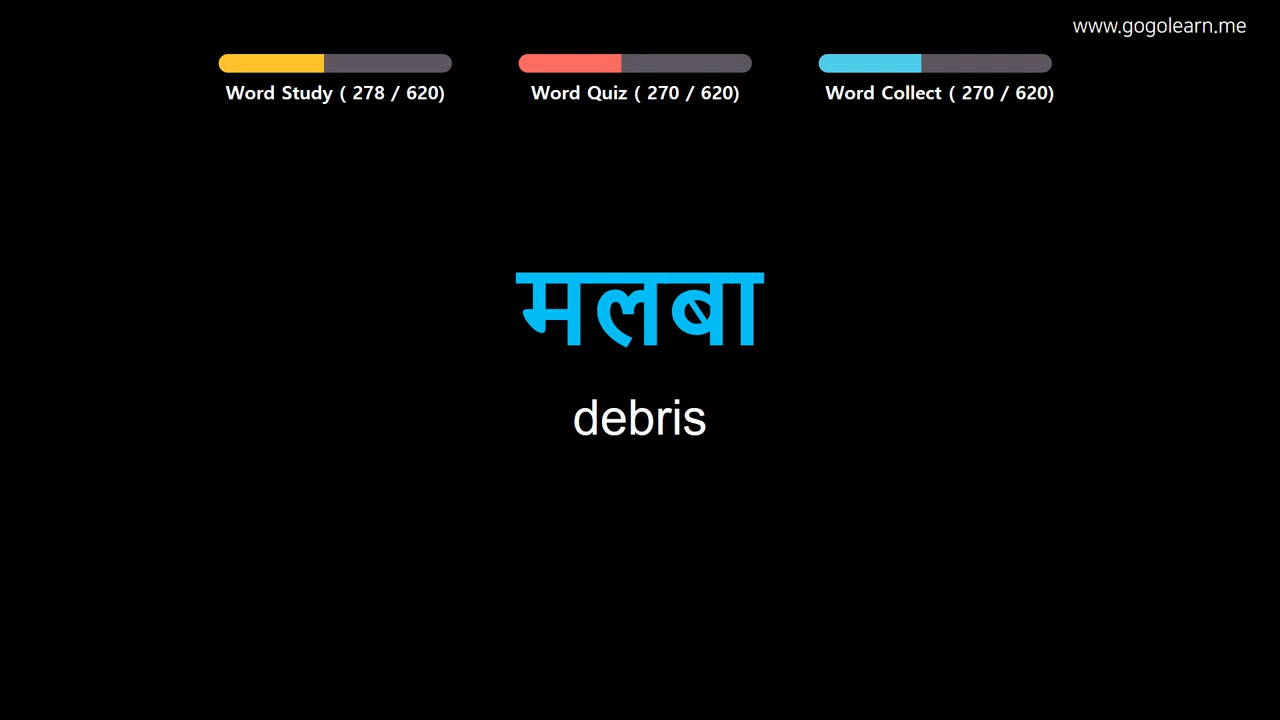 www.gogolearn.me
Word Study ( 278 / 620)
Word Quiz ( 270 / 620)
Word Collect ( 270 / 620)
मलबा
debris